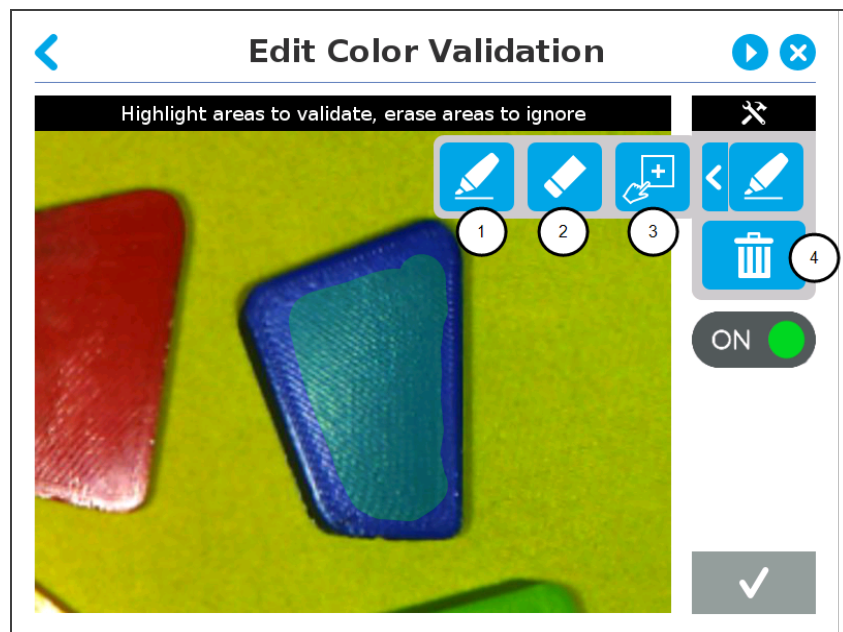 Edit Color Validation
Highlight areas to validate, erase areas to ignore
1
2
3
4
ON